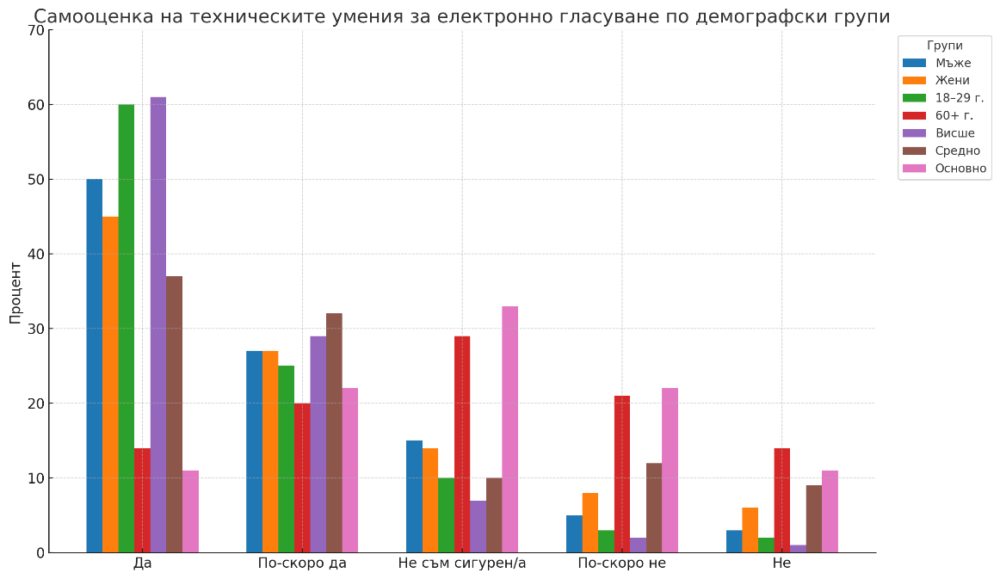 Самооценка на техническите умения за електронно гласуване по демографски групи
Процент
70
60
50
40
30
20
10
0
Да
По-скоро да
Не съм сигурен/а
По-скоро не
Не
Групи
Мъже
Жени
18–29 г.
60+ г.
Висше
Средно
Основно